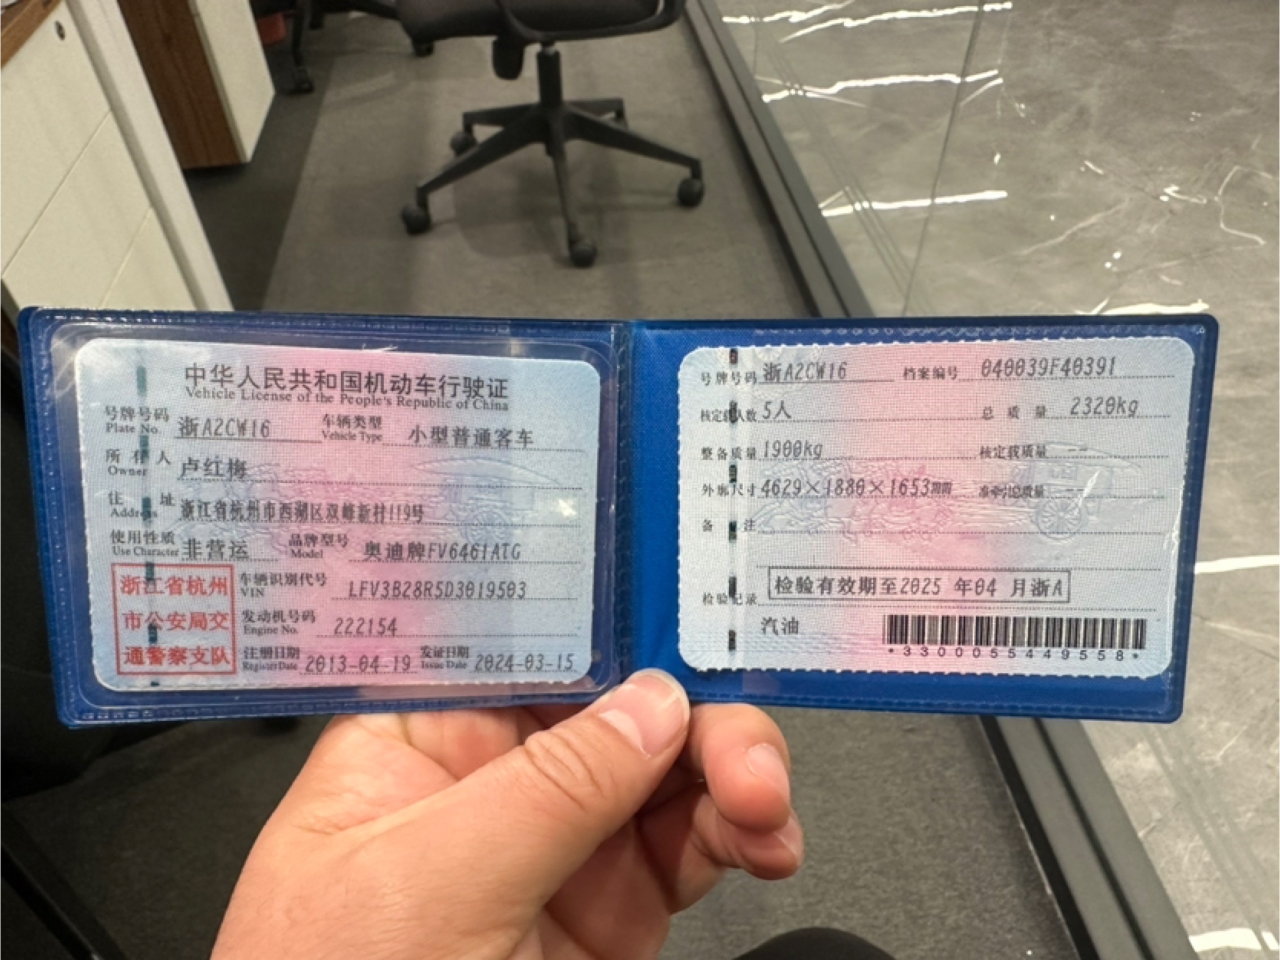 中华人民共和国机动车行驶证
Vehicle License of the People's Republic of China
号牌号码 浙A2CW16 车辆类型 小型普通客车
Plate No. Vehicle Type
所有人 卢红梅
Owner
住址 浙江省杭州市西湖区双峰新村119号
Address
使用性质 非营运 品牌型号 奥迪牌FV6461ATG
Use Character Model
浙江省杭州
市公安局交
通警察支队
车辆识别代号 LFV3B28R5D3019503
VIN
发动机号码 222154
Engine No.
注册日期 2013-04-19 发证日期 2024-03-15
Register Date Issue Date
号牌号码 浙A2CW16 档案编号 040039F40391
核定载人数 5人 总质量 2320kg
整备质量 1900kg 核定载质量 --
外廓尺寸 4629×1880×1653mm 准牵引总质量 --
备注
检验记录 检验有效期至2025 年04 月浙A
汽油
*3300055449558*